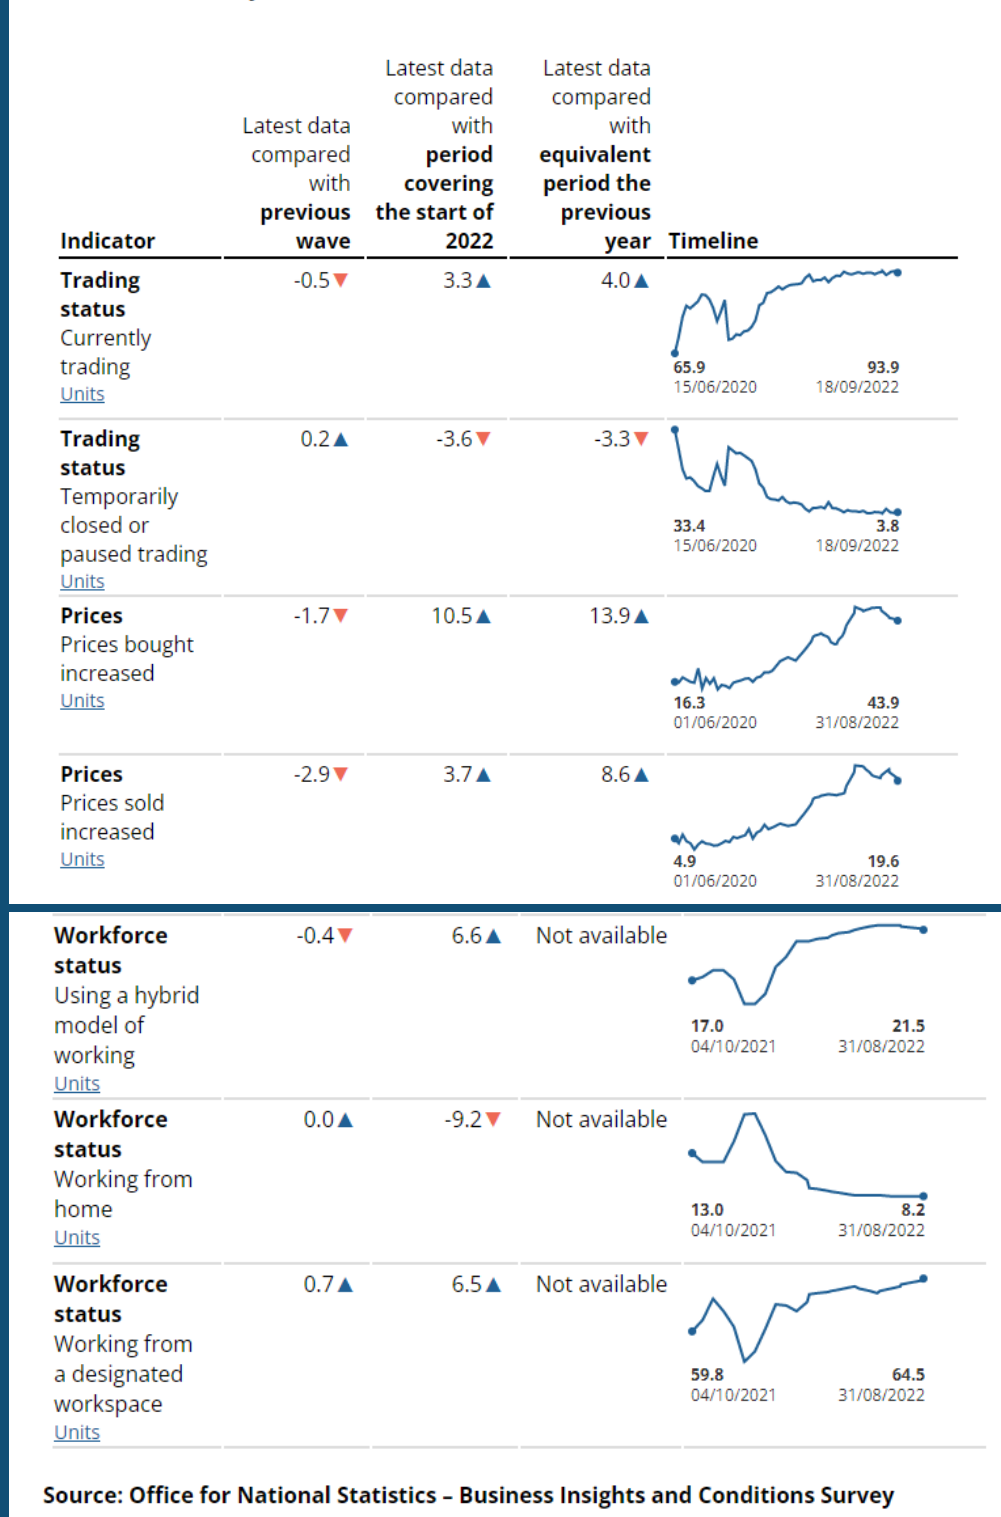 Latest data compared with previous wave
Latest data compared with period covering the start of 2022
Latest data compared with equivalent period the previous year
Indicator
Timeline
Trading status
Currently trading
Units
-0.5▼
3.3▲
4.0▲
65.9
93.9
15/06/2020
18/09/2022
Trading status
Temporarily closed or paused trading
Units
0.2▲
-3.6▼
-3.3▼
33.4
3.8
15/06/2020
18/09/2022
Prices
Prices bought increased
Units
-1.7▼
10.5▲
13.9▲
16.3
43.9
01/06/2020
31/08/2022
Prices
Prices sold increased
Units
-2.9▼
3.7▲
8.6▲
4.9
19.6
01/06/2020
31/08/2022
Workforce status
Using a hybrid model of working
Units
-0.4▼
6.6▲
Not available
17.0
21.5
04/10/2021
31/08/2022
Workforce status
Working from home
Units
0.0▲
-9.2▼
Not available
13.0
8.2
04/10/2021
31/08/2022
Workforce status
Working from a designated workspace
Units
0.7▲
6.5▲
Not available
59.8
64.5
04/10/2021
31/08/2022
Source: Office for National Statistics – Business Insights and Conditions Survey